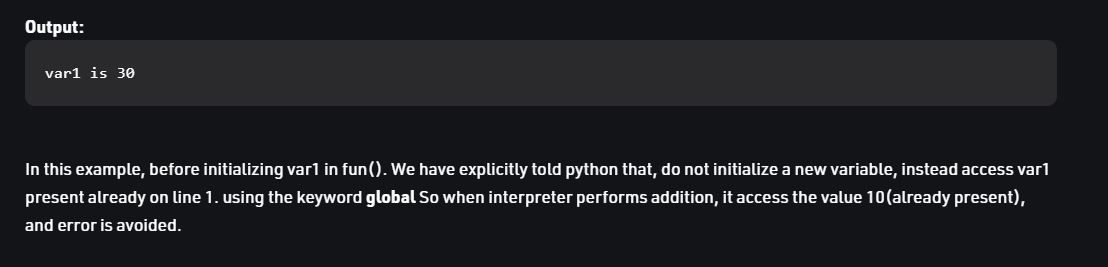 Output:
var1 is 30
In this example, before initializing var1 in fun(). We have explicitly told python that, do not initialize a new variable, instead access var1
present already on line 1. using the keyword global So when interpreter performs addition, it access the value 10(already present),
and error is avoided.